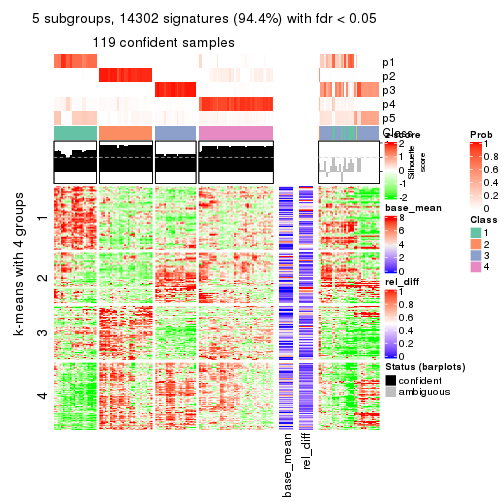 5 subgroups, 14302 signatures (94.4%) with fdr < 0.05
119 confident samples
p1
p2
p3
p4
p5
Class
Silhouette
score
1
2
3
4
k-means with 4 groups
base_mean
rel_diff
z-score
2
1
0
-1
-2
base_mean
8
6
4
2
0
rel_diff
1
0.8
0.6
0.4
0.2
0
Status (barplots)
confident
ambiguous
Prob
1
0.8
0.6
0.4
0.2
0
Class
1
2
3
4